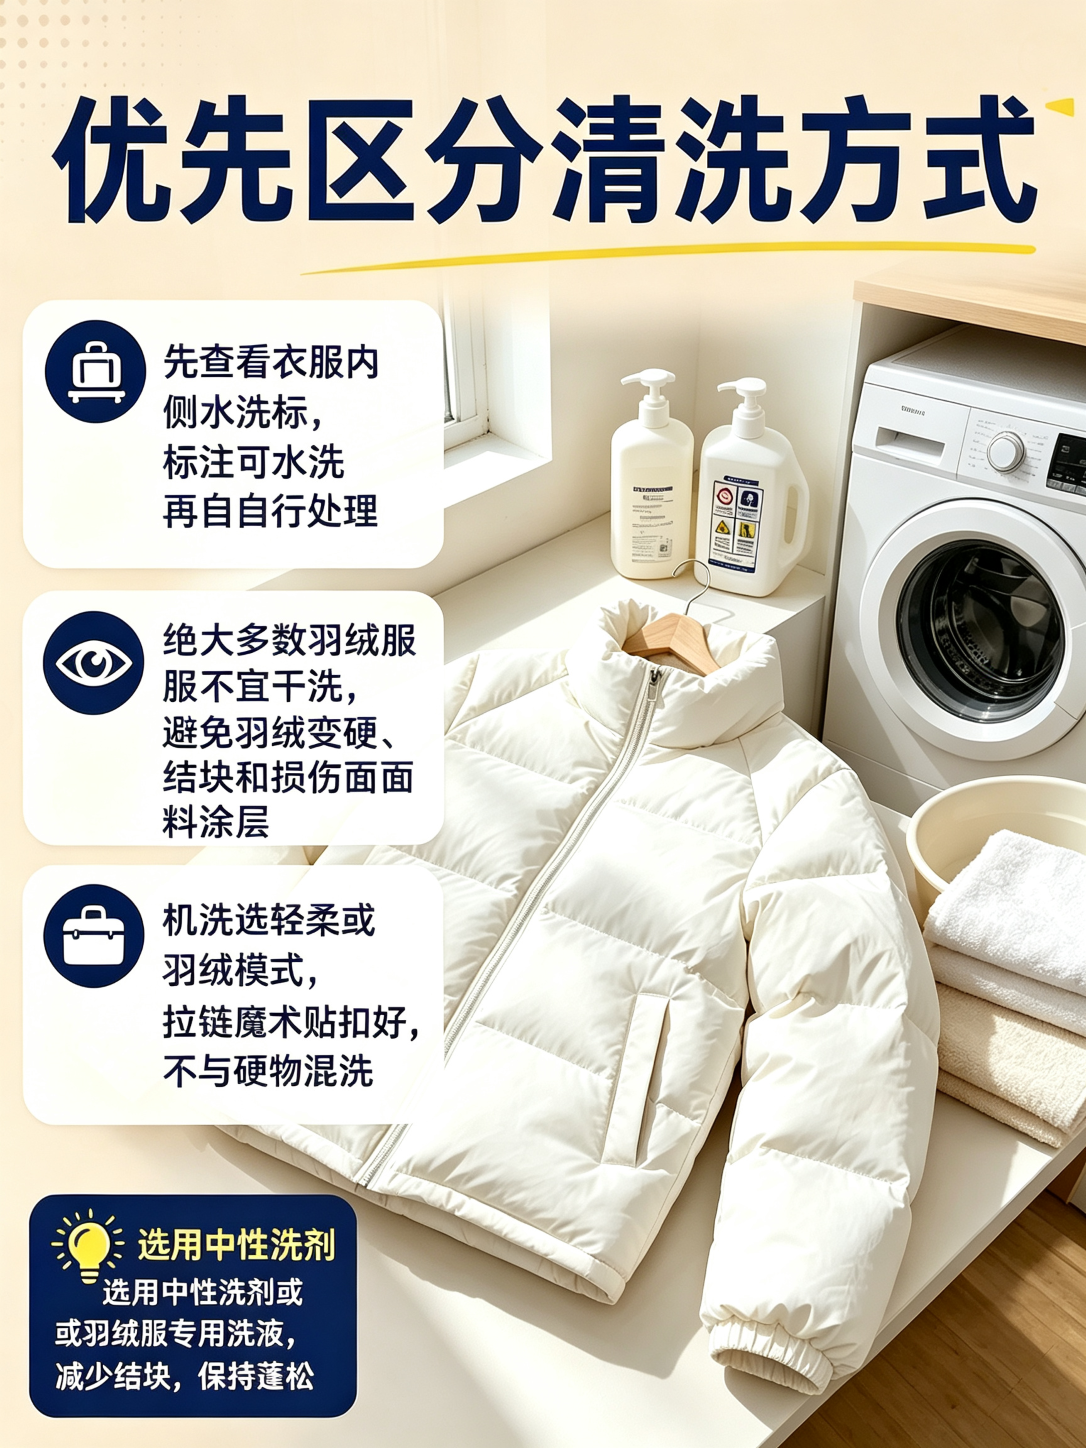 优先区分清洗方式
先查看衣服内
侧水洗标，
标注可水洗
再自自行处理
绝大多数羽绒服
服不宜干洗，
避免羽绒变硬、
结块和损伤面面
料涂层
机洗选轻柔或
羽绒模式，
拉链魔术贴扣好，
不与硬物混洗
选用中性洗剂
选用中性洗剂或
或羽绒服专用洗液，
减少结块，保持蓬松